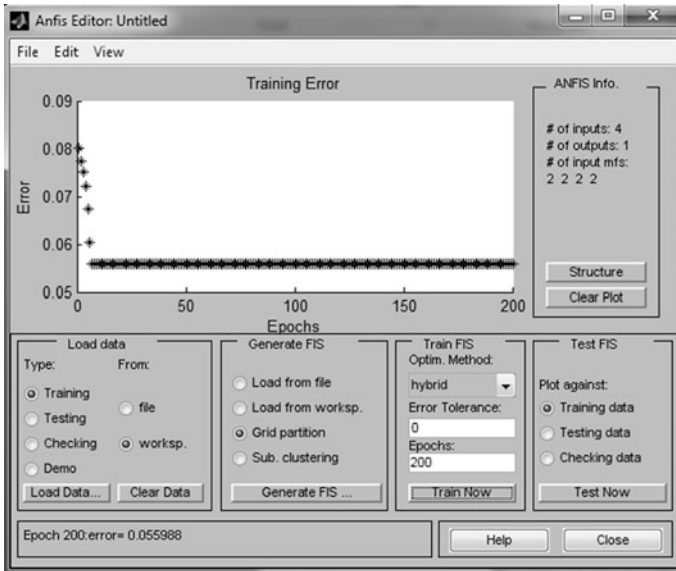 Anfis Editor: Untitled
File Edit View
Training Error
0.09
0.08
0.07
0.06
0.05
Error
0 50 100 150 200
Epochs
ANFIS Info.
# of inputs: 4
# of outputs: 1
# of input mfs:
2 2 2 2
Structure
Clear Plot
Load data
Type: From:
Training
Testing
Checking
Demo
file
worksp.
Load Data... Clear Data
Generate FIS
Load from file
Load from worksp.
Grid partition
Sub. clustering
Generate FIS ...
Train FIS
Optim. Method:
hybrid
Error Tolerance:
0
Epochs:
200
Train Now
Test FIS
Plot against:
Training data
Testing data
Checking data
Test Now
Epoch 200:error= 0.055988
Help Close